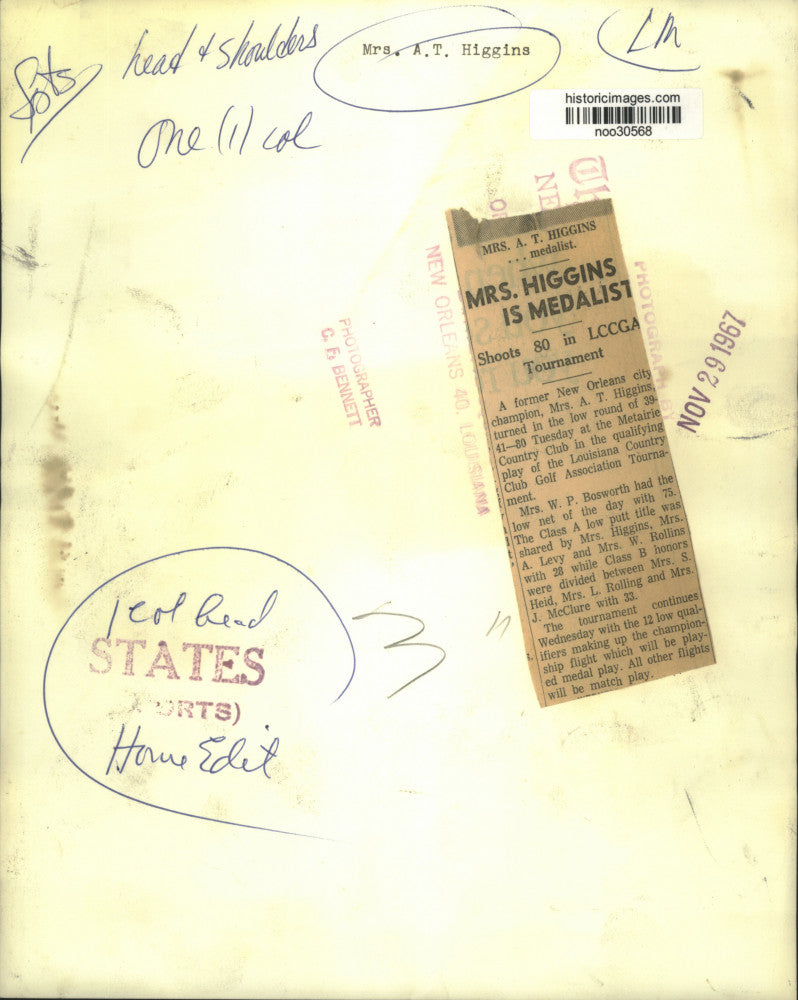 Spts
head & shoulders
one (1) col
Mrs. A.T. Higgins
LM
historicimages.com
noo30568
NEW ORLEANS 40, LOUISIANA
PHOTOGRAPHER
C. F. BENNETT
PHOTOGRAPH BY
NOV 29 1967
MRS. A. T. HIGGINS
. . . medalist.
MRS. HIGGINS
IS MEDALIST
Shoots 80 in LCCGA
Tournament
A former New Orleans city
champion, Mrs. A. T. Higgins,
turned in the low round of 39-
41—80 Tuesday at the Metairie
Country Club in the qualifying
play of the Louisiana Country
Club Golf Association Tourna-
ment.
Mrs. W. P. Bosworth had the
low net of the day with 75.
The Class A low putt title was
shared by Mrs. Higgins, Mrs.
A. Levy and Mrs. W. Rollins
with 28 while Class B honors
were divided between Mrs. S.
Heid, Mrs. L. Rolling and Mrs.
J. McClure with 33.
The tournament continues
Wednesday with the 12 low qual-
ifiers making up the champion-
ship flight which will be play-
ed medal play. All other flights
will be match play.
1 col head
STATES
ORTS)
Home Edit